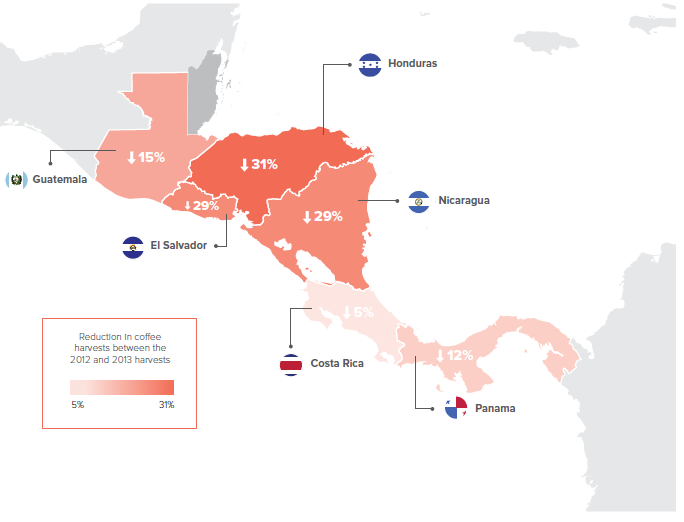 Honduras
↓ 15%
↓ 31%
Guatemala
↓ 29%
Nicaragua
↓ 29%
El Salvador
↓ 5%
Reduction in coffee
harvests between the
2012 and 2013 harvests
↓ 12%
Costa Rica
5% 31%
Panama